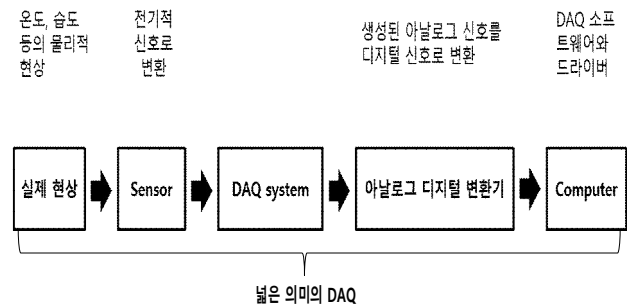 온도, 습도
등의 물리적
현상
전기적
신호로
변환
생성된 아날로그 신호를
디지털 신호로 변환
DAQ 소프
트웨어와
드라이버
실제 현상
Sensor
DAQ system
아날로그 디지털 변환기
Computer
넓은 의미의 DAQ